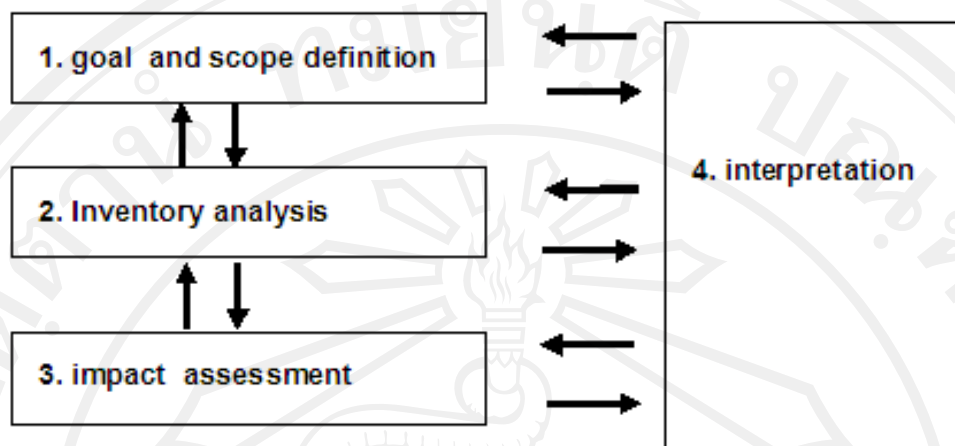 1. goal and scope definition
2. Inventory analysis
3. impact assessment
4. interpretation